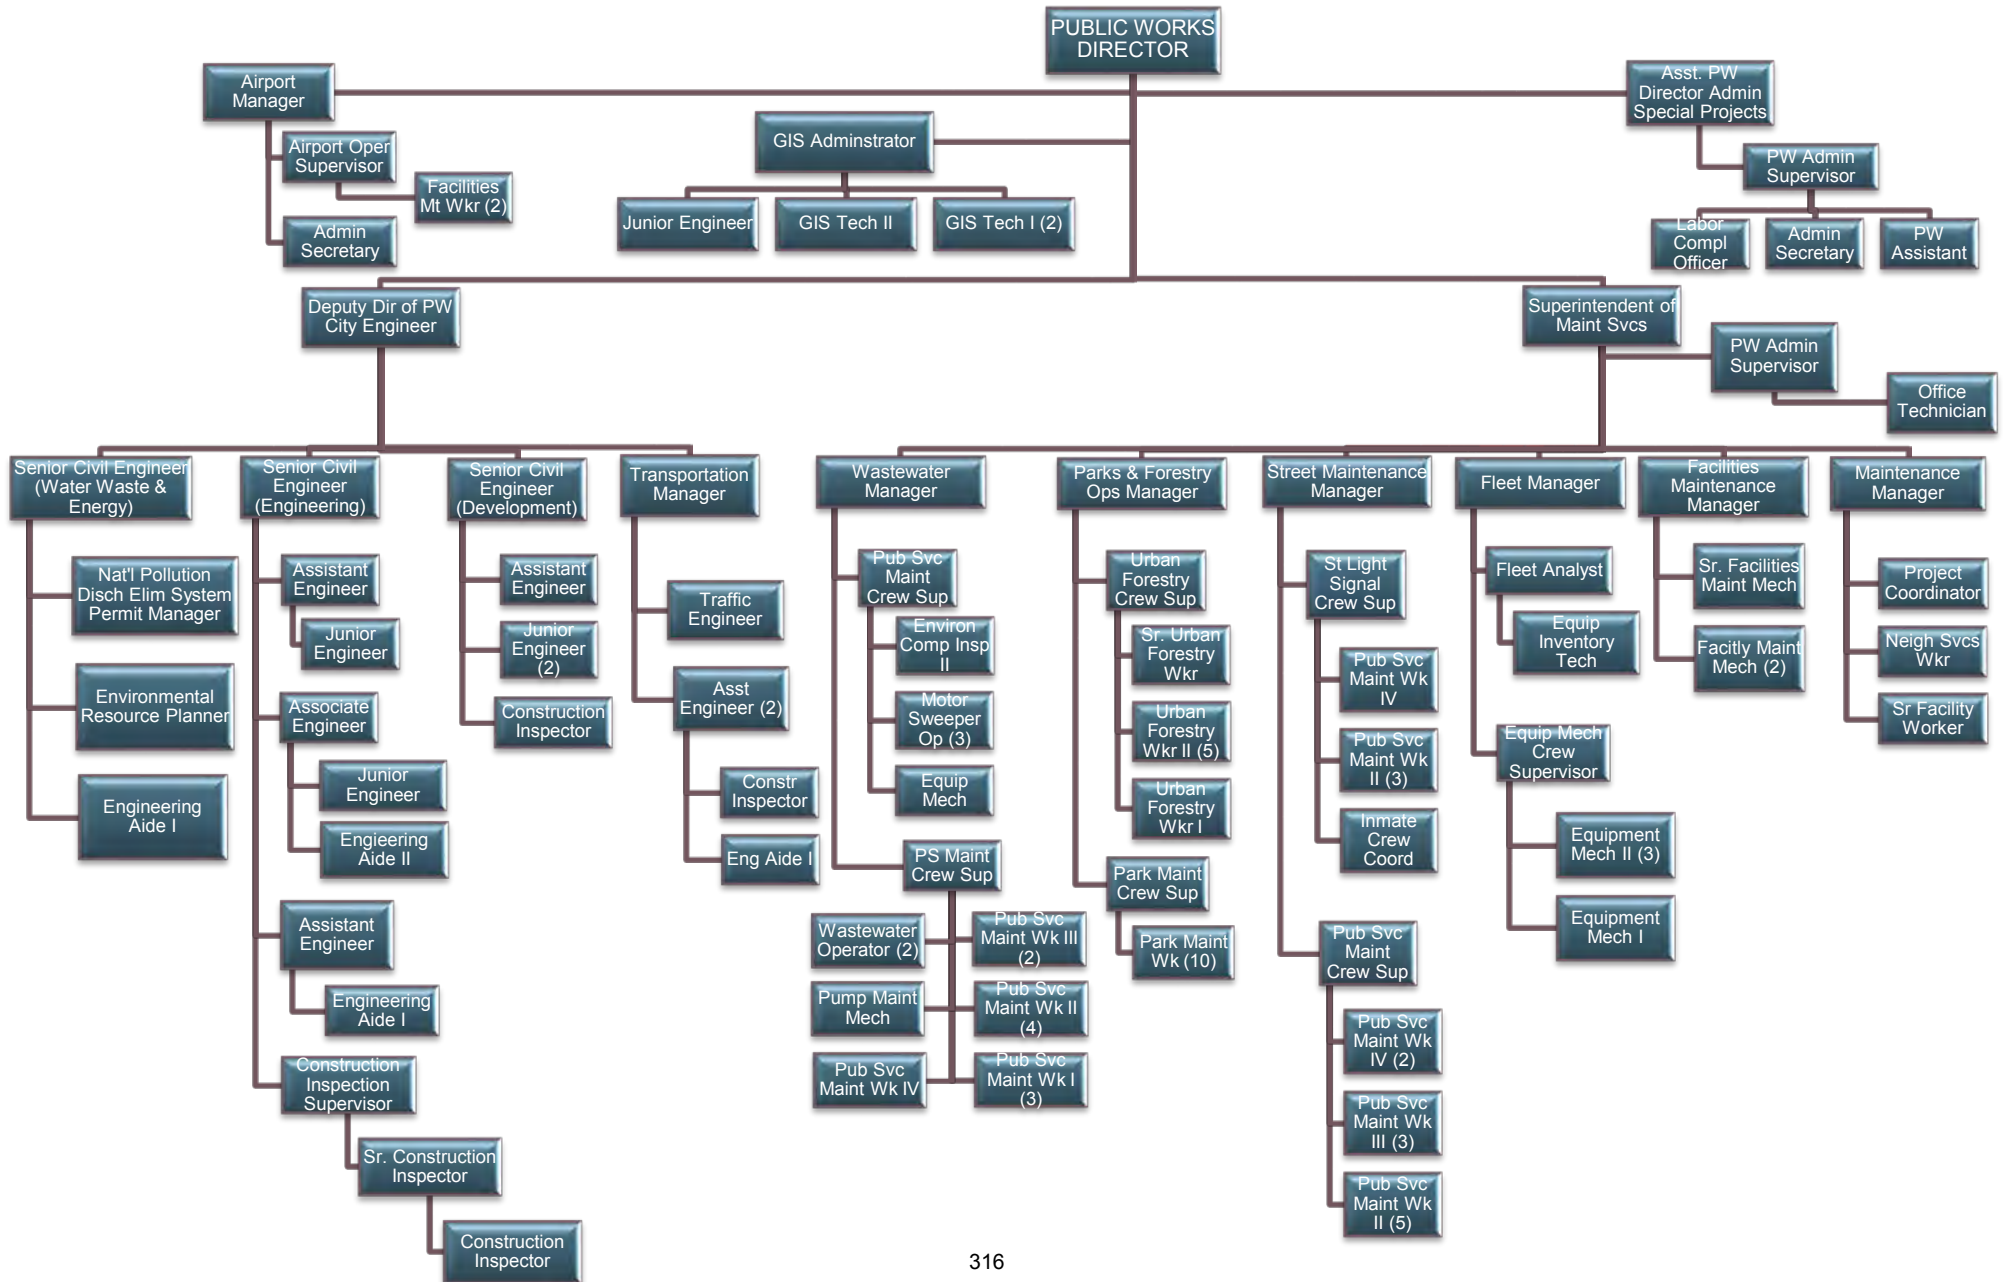 PUBLIC WORKS
DIRECTOR
Airport
Manager
Asst. PW
Director Admin
Special Projects
GIS Adminstrator
Airport Oper
Supervisor
Facilities
Mt Wkr (2)
Admin
Secretary
Junior Engineer
GIS Tech II
GIS Tech I (2)
PW Admin
Supervisor
Labor
Compl
Officer
Admin
Secretary
PW
Assistant
Deputy Dir of PW
City Engineer
Superintendent of
Maint Svcs
PW Admin
Supervisor
Office
Technician
Senior Civil Engineer
(Water Waste &
Energy)
Nat'l Pollution
Disch Elim System
Permit Manager
Environmental
Resource Planner
Engineering
Aide I
Senior Civil
Engineer
(Engineering)
Assistant
Engineer
Junior
Engineer
Associate
Engineer
Junior
Engineer
Engieering
Aide II
Assistant
Engineer
Engineering
Aide I
Construction
Inspection
Supervisor
Sr. Construction
Inspector
Construction
Inspector
Senior Civil
Engineer
(Development)
Assistant
Engineer
Junior
Engineer
(2)
Construction
Inspector
Transportation
Manager
Traffic
Engineer
Asst
Engineer (2)
Constr
Inspector
Eng Aide I
Wastewater
Manager
Pub Svc
Maint
Crew Sup
Environ
Comp Insp
II
Motor
Sweeper
Op (3)
Equip
Mech
PS Maint
Crew Sup
Wastewater
Operator (2)
Pub Svc
Maint Wk III
(2)
Pump Maint
Mech
Pub Svc
Maint Wk II
(4)
Pub Svc
Maint Wk IV
Pub Svc
Maint Wk I
(3)
Parks & Forestry
Ops Manager
Urban
Forestry
Crew Sup
Sr. Urban
Forestry
Wkr
Urban
Forestry
Wkr II (5)
Urban
Forestry
Wkr I
Park Maint
Crew Sup
Park Maint
Wk (10)
Street Maintenance
Manager
St Light
Signal
Crew Sup
Pub Svc
Maint Wk
IV
Pub Svc
Maint Wk
II (3)
Inmate
Crew
Coord
Pub Svc
Maint
Crew Sup
Pub Svc
Maint Wk
IV (2)
Pub Svc
Maint Wk
III (3)
Pub Svc
Maint Wk
II (5)
Fleet Manager
Fleet Analyst
Equip
Inventory
Tech
Equip Mech
Crew
Supervisor
Equipment
Mech II (3)
Equipment
Mech I
Facilities
Maintenance
Manager
Sr. Facilities
Maint Mech
Facitly Maint
Mech (2)
Maintenance
Manager
Project
Coordinator
Neigh Svcs
Wkr
Sr Facility
Worker
316